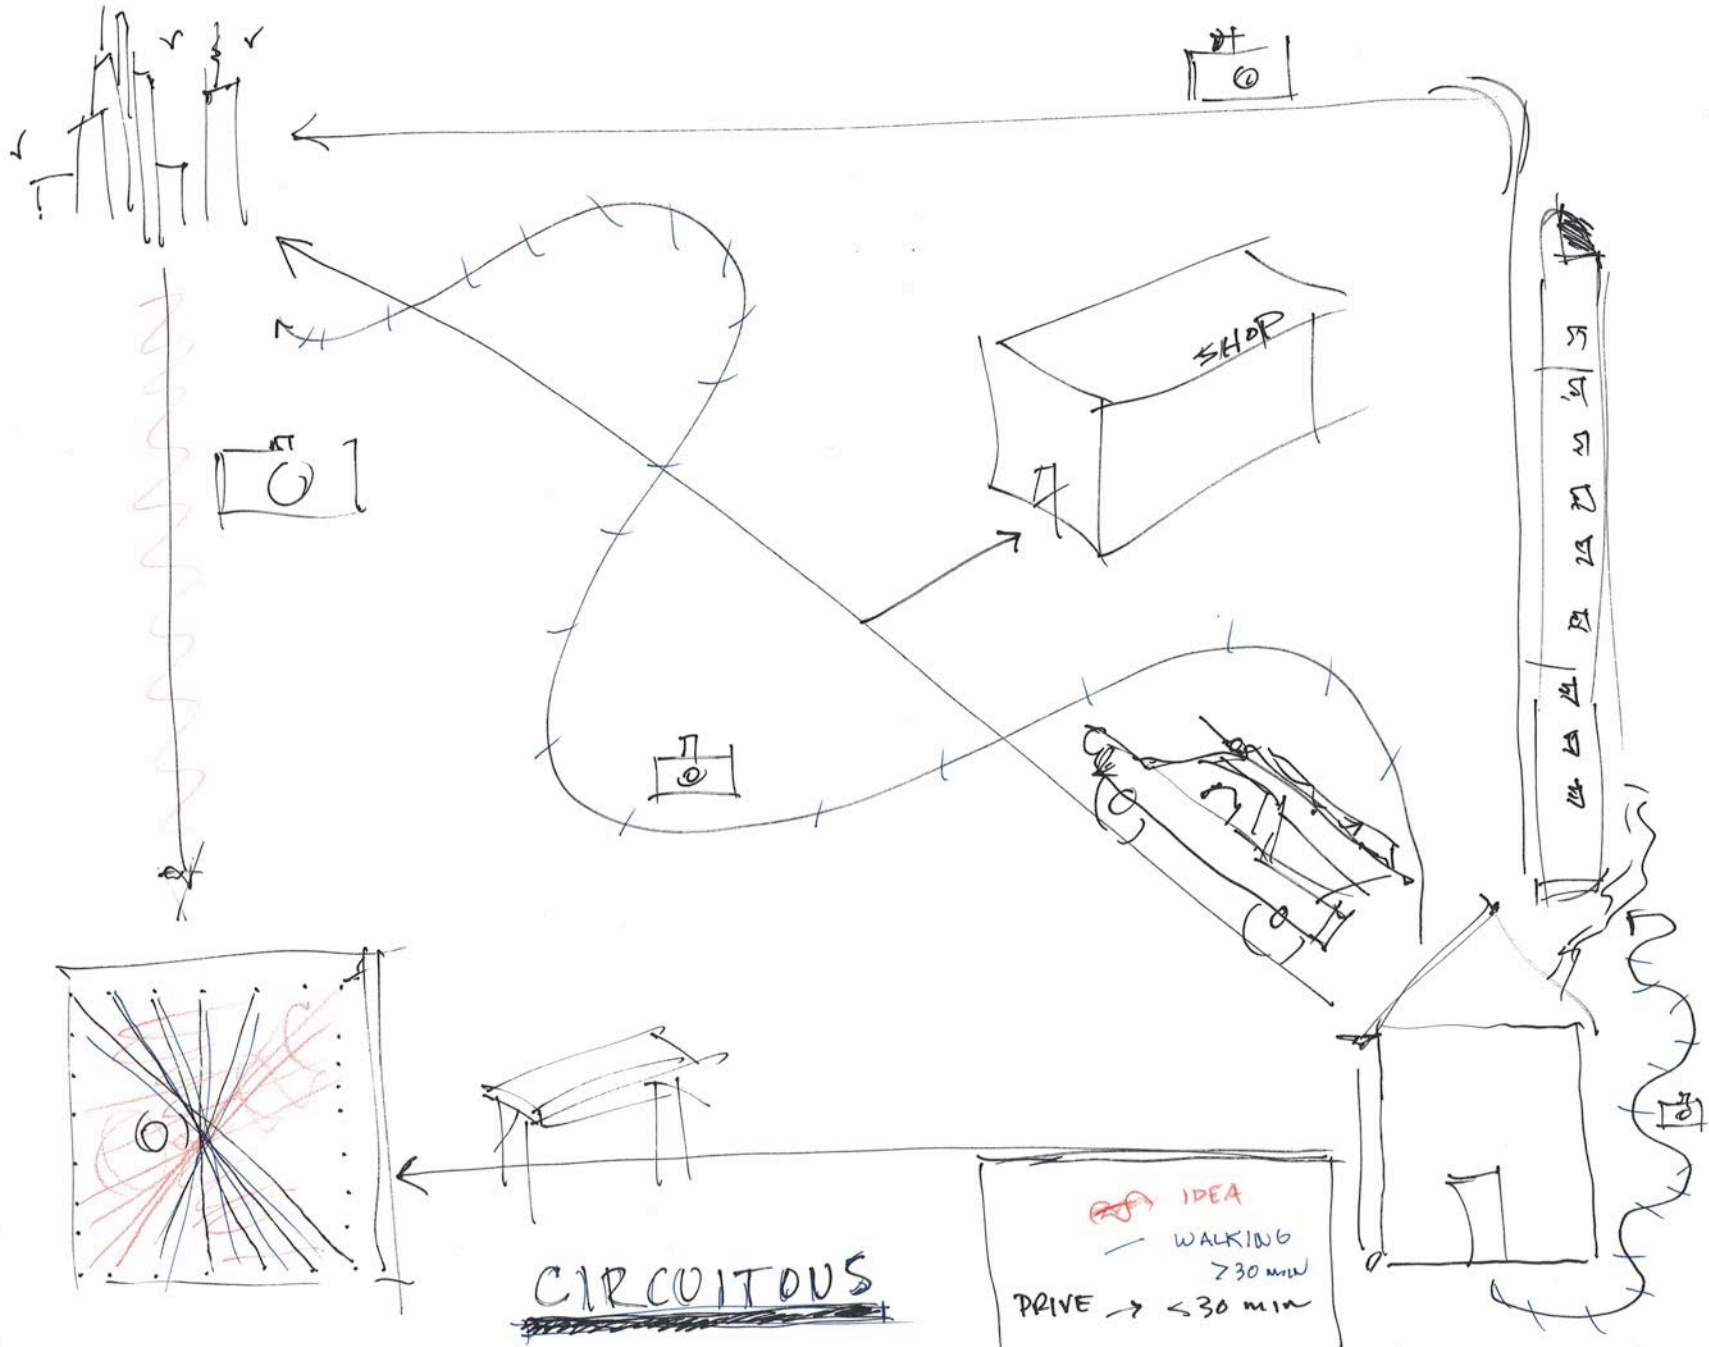 SHOP
IDEA
WALKING
>30 MIN
DRIVE → <30 MIN
CIRCUITOUS